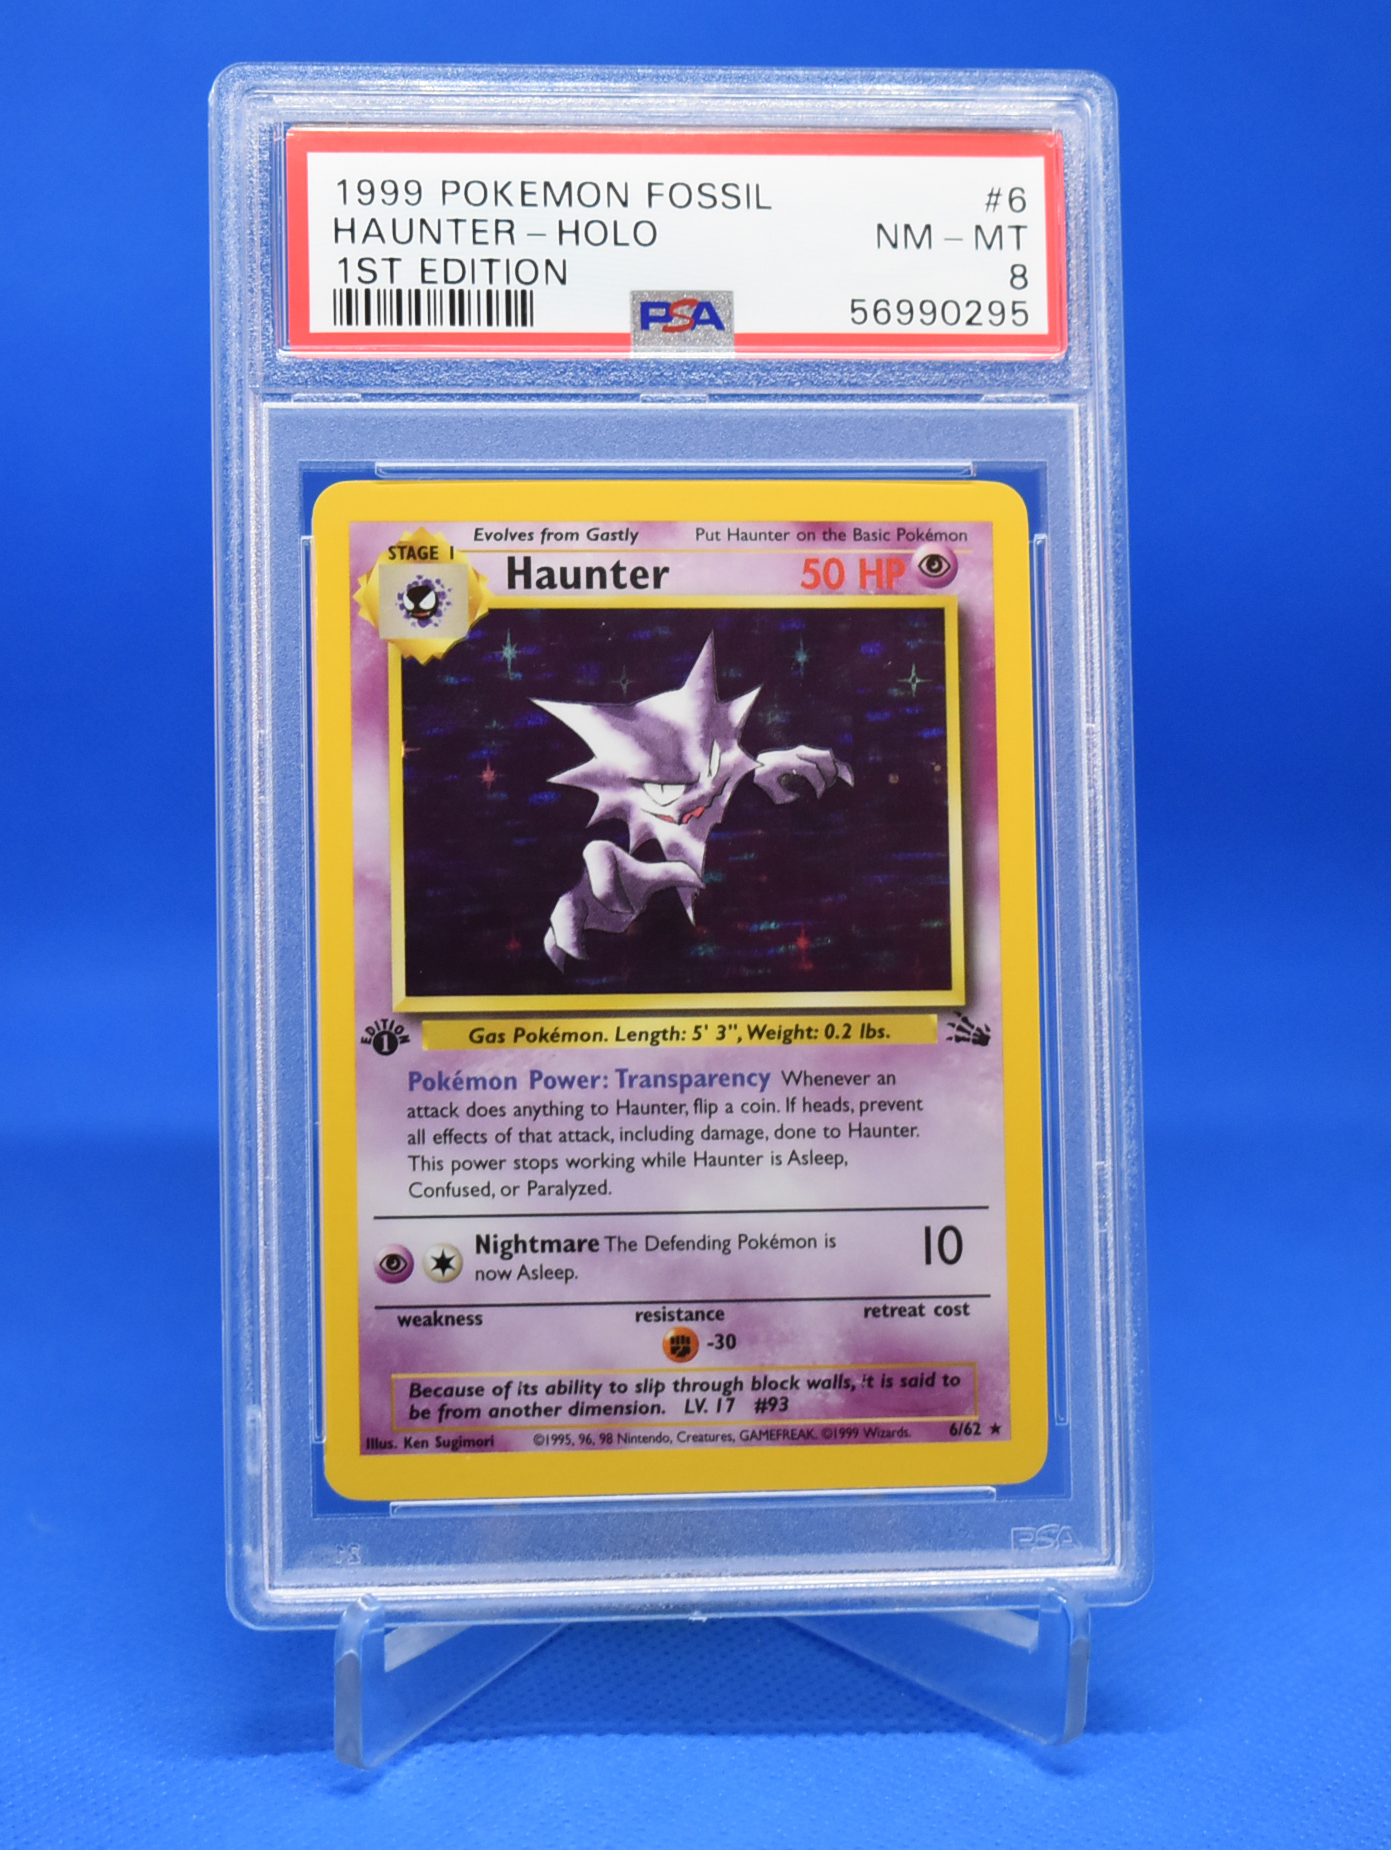 1999 POKEMON FOSSIL #6
HAUNTER - HOLO NM - MT
1ST EDITION 8
PSA 56990295
Evolves from Gastly Put Haunter on the Basic Pokémon
STAGE 1
Haunter 50 HP
EDITION
1
Gas Pokémon. Length: 5' 3", Weight: 0.2 lbs.
Pokémon Power: Transparency Whenever an
attack does anything to Haunter, flip a coin. If heads, prevent
all effects of that attack, including damage, done to Haunter.
This power stops working while Haunter is Asleep,
Confused, or Paralyzed.
Nightmare The Defending Pokémon is 10
now Asleep.
weakness resistance retreat cost
-30
Because of its ability to slip through block walls, it is said to
be from another dimension. LV. 17 #93
Illus. Ken Sugimori ©1995, 96, 98 Nintendo, Creatures, GAMEFREAK. ©1999 Wizards. 6/62 ★
PSA